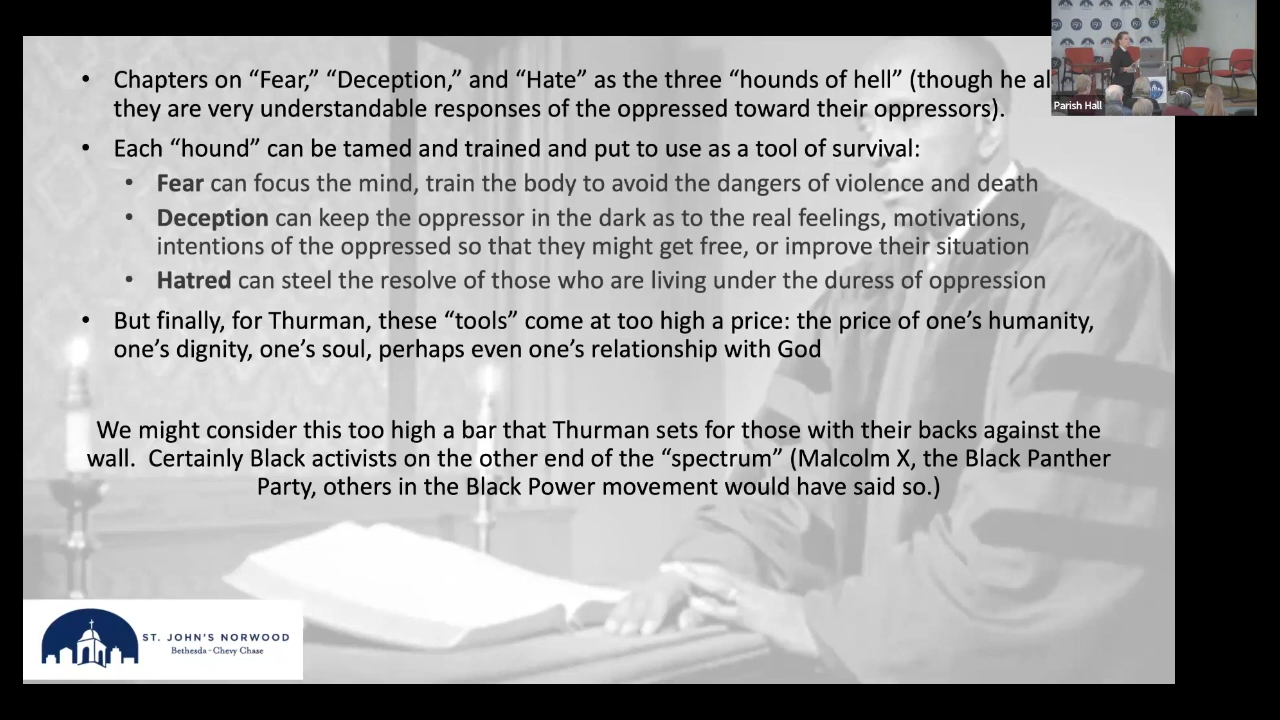 • Chapters on “Fear,” “Deception,” and “Hate” as the three “hounds of hell” (though he
they are very understandable responses of the oppressed toward their oppressors).
• Each “hound” can be tamed and trained and put to use as a tool of survival:
• Fear can focus the mind, train the body to avoid the dangers of violence and death
• Deception can keep the oppressor in the dark as to the real feelings, motivations,
intentions of the oppressed so that they might get free, or improve their situation
• Hatred can steel the resolve of those who are living under the duress of oppression
• But finally, for Thurman, these “tools” come at too high a price: the price of one’s humanity,
one’s dignity, one’s soul, perhaps even one’s relationship with God
We might consider this too high a bar that Thurman sets for those with their backs against the
wall. Certainly Black activists on the other end of the “spectrum” (Malcolm X, the Black Panther
Party, others in the Black Power movement would have said so.)
Parish Hall
ST. JOHN’S NORWOOD
Bethesda–Chevy Chase